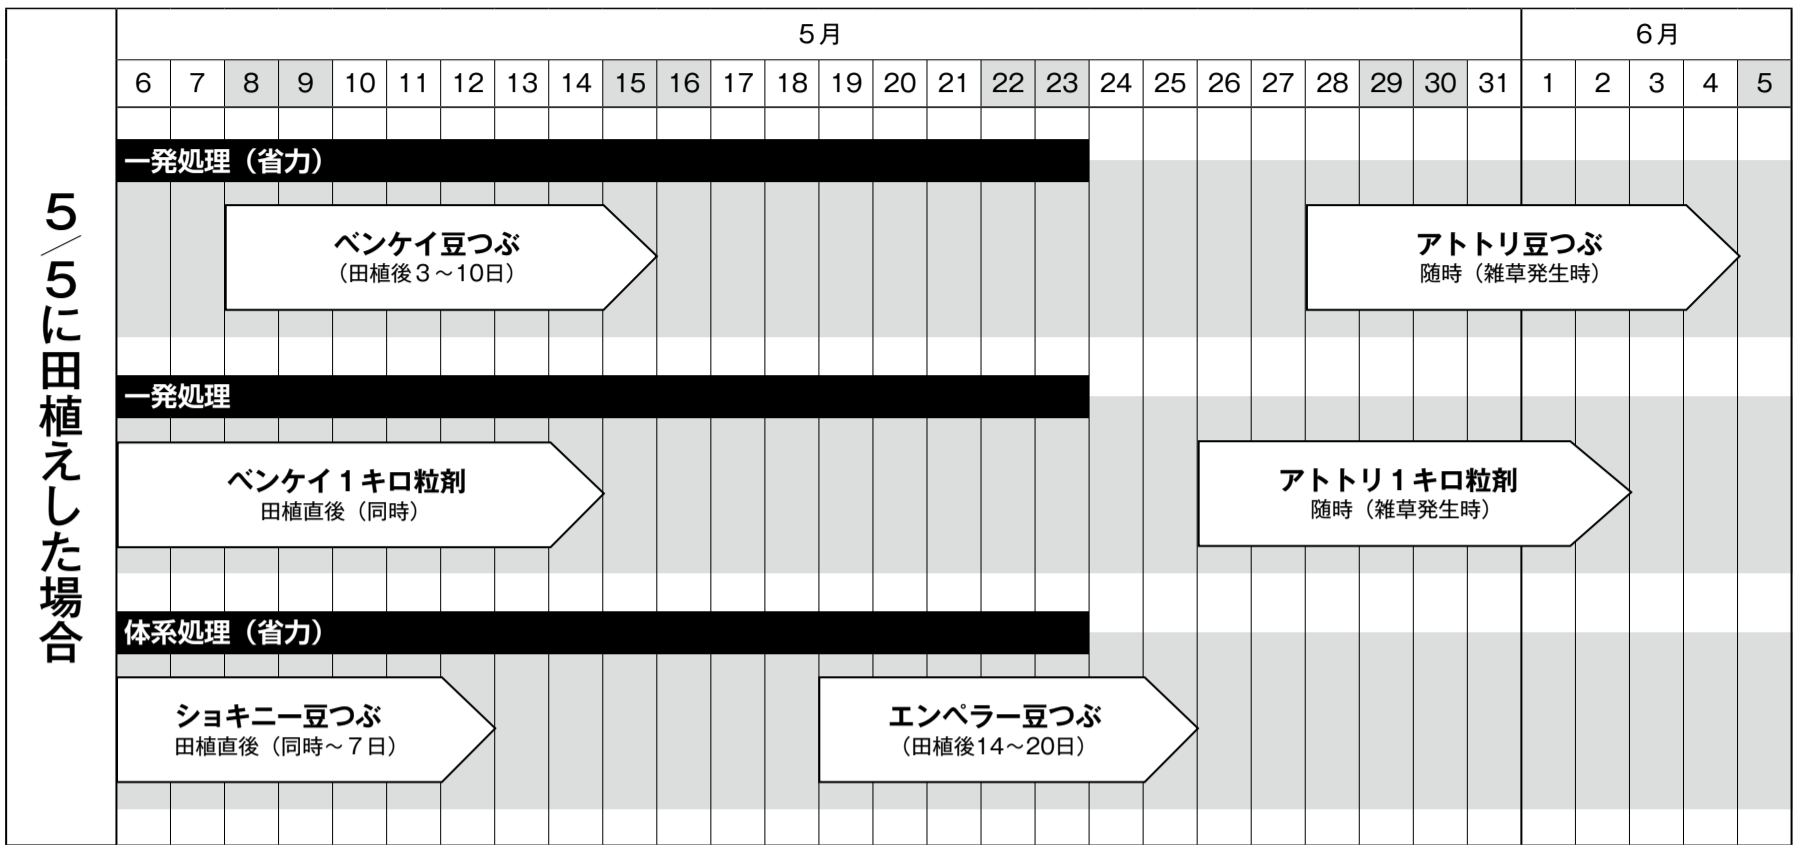 5/5に田植えした場合
5月 6月
6 7 8 9 10 11 12 13 14 15 16 17 18 19 20 21 22 23 24 25 26 27 28 29 30 31 1 2 3 4 5
一発処理（省力）
ベンケイ豆つぶ
（田植後3～10日）
アトトリ豆つぶ
随時（雑草発生時）
一発処理
ベンケイ1キロ粒剤
田植直後（同時）
アトトリ1キロ粒剤
随時（雑草発生時）
体系処理（省力）
ショキニー豆つぶ
田植直後（同時～7日）
エンペラー豆つぶ
（田植後14～20日）